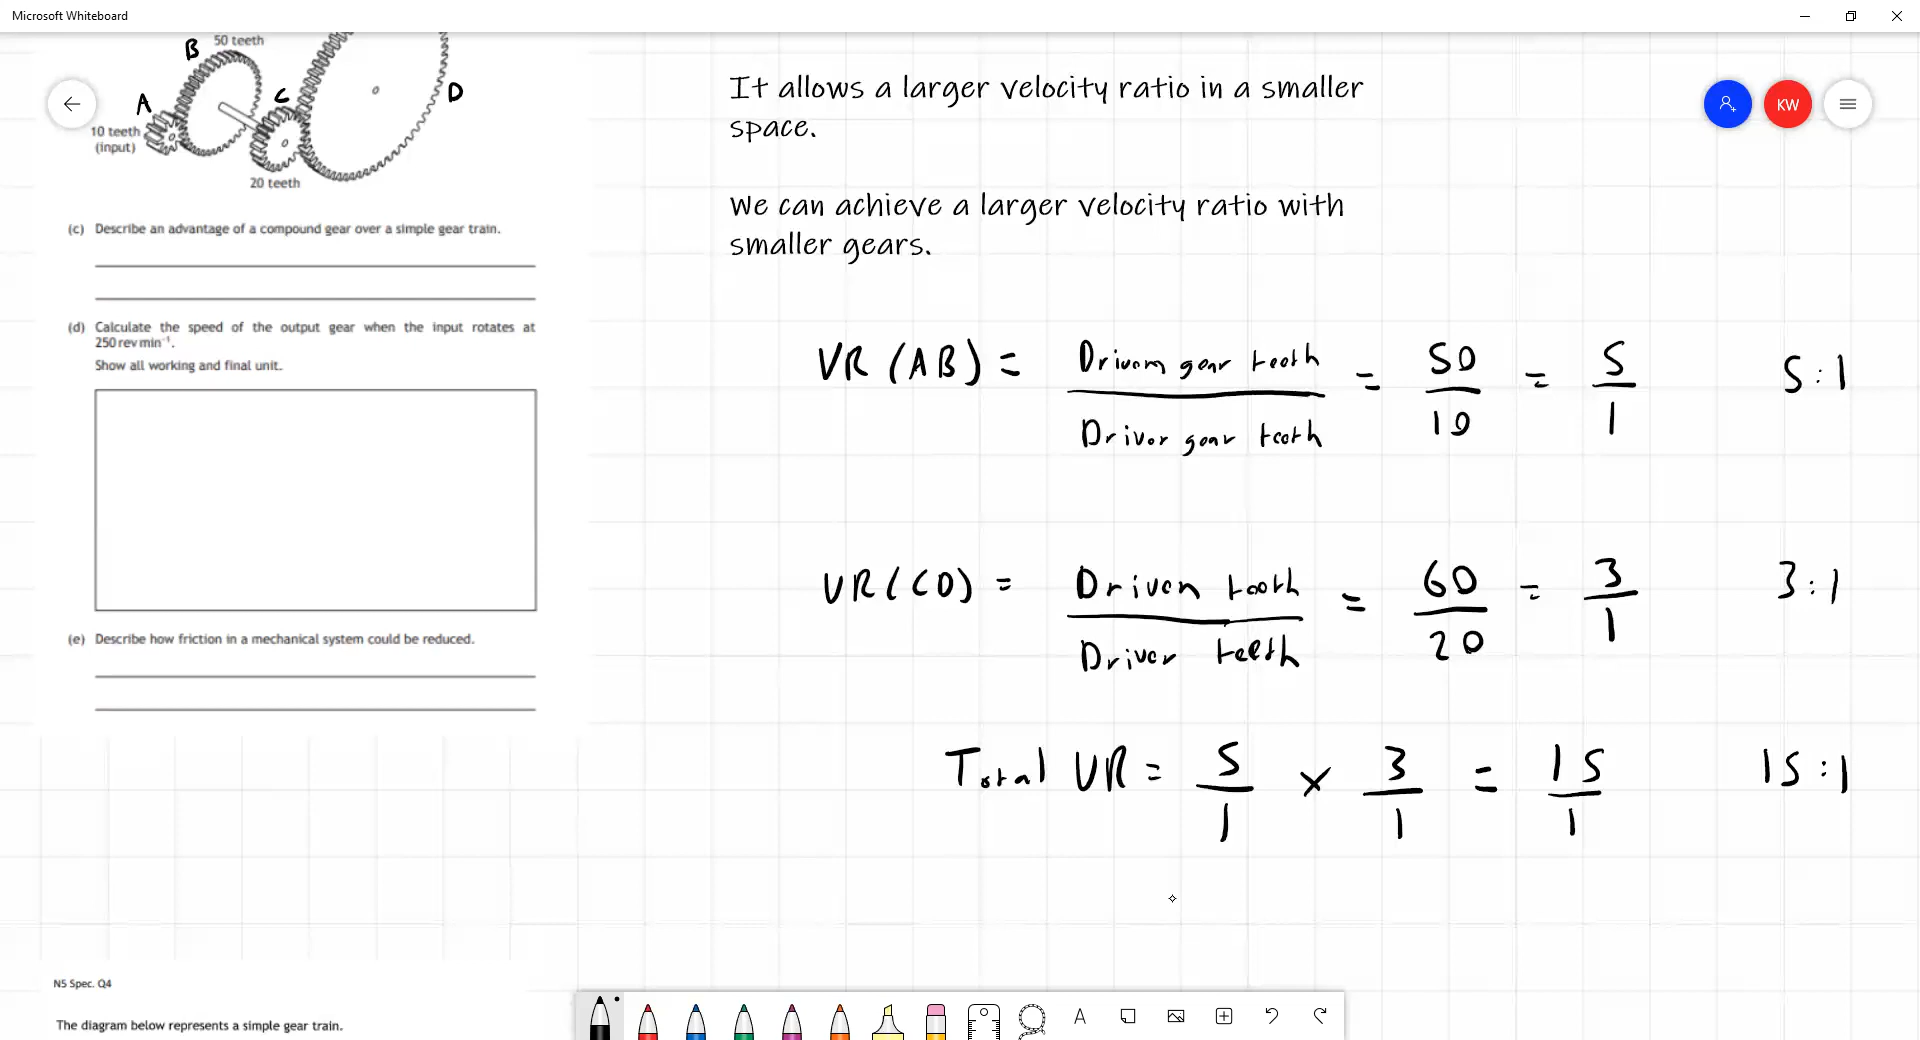 Microsoft Whiteboard
B 50 teeth
A
C
D
10 teeth
(input)
20 teeth
(c) Describe an advantage of a compound gear over a simple gear train.
(d) Calculate the speed of the output gear when the input rotates at
250 rev min⁻¹.
Show all working and final unit.
(e) Describe how friction in a mechanical system could be reduced.
N5 Spec. Q4
The diagram below represents a simple gear train.
KW
It allows a larger velocity ratio in a smaller
space.
We can achieve a larger velocity ratio with
smaller gears.
VR (AB) = Driven gear teeth / Driver gear teeth = 50 / 10 = 5 / 1 5:1
VR (CD) = Driven teeth / Driver teeth = 60 / 20 = 3 / 1 3:1
Total VR = 5 / 1 × 3 / 1 = 15 / 1 15:1
A